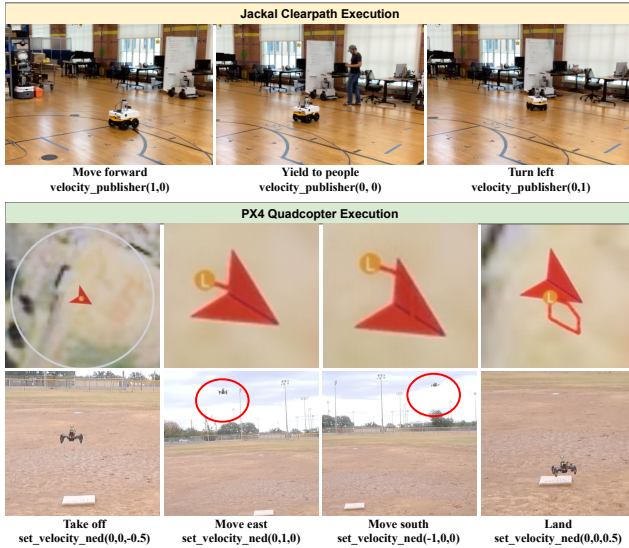 Jackal Clearpath Execution
Move forward
velocity_publisher(1,0)
Yield to people
velocity_publisher(0, 0)
Turn left
velocity_publisher(0,1)
PX4 Quadcopter Execution
L
L
L
Take off
set_velocity_ned(0,0,-0.5)
Move east
set_velocity_ned(0,1,0)
Move south
set_velocity_ned(-1,0,0)
Land
set_velocity_ned(0,0,0.5)